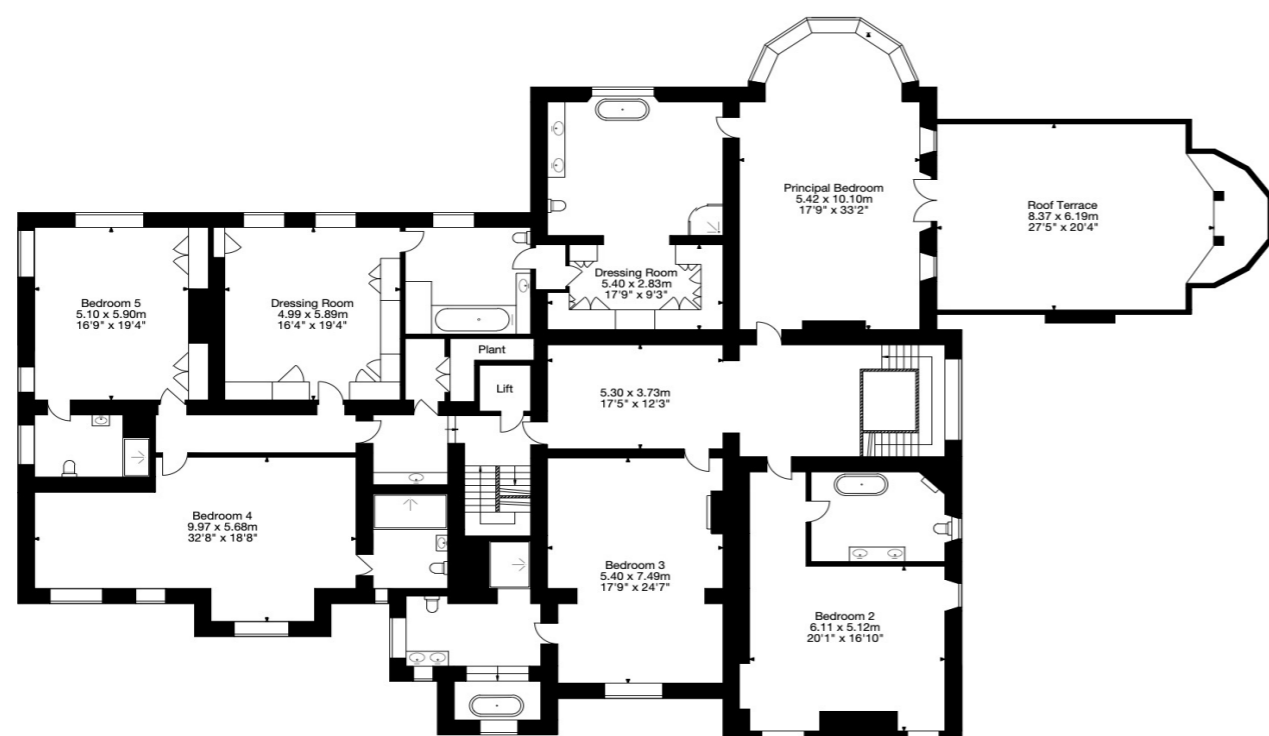 Principal Bedroom
5.42 x 10.10m
17'9" x 33'2"
Roof Terrace
8.37 x 6.19m
27'5" x 20'4"
Bedroom 5
5.10 x 5.90m
16'9" x 19'4"
Dressing Room
4.99 x 5.89m
16'4" x 19'4"
Dressing Room
5.40 x 2.83m
17'9" x 9'3"
Plant
Lift
5.30 x 3.73m
17'5" x 12'3"
Bedroom 4
9.97 x 5.68m
32'8" x 18'8"
Bedroom 3
5.40 x 7.49m
17'9" x 24'7"
Bedroom 2
6.11 x 5.12m
20'1" x 16'10"